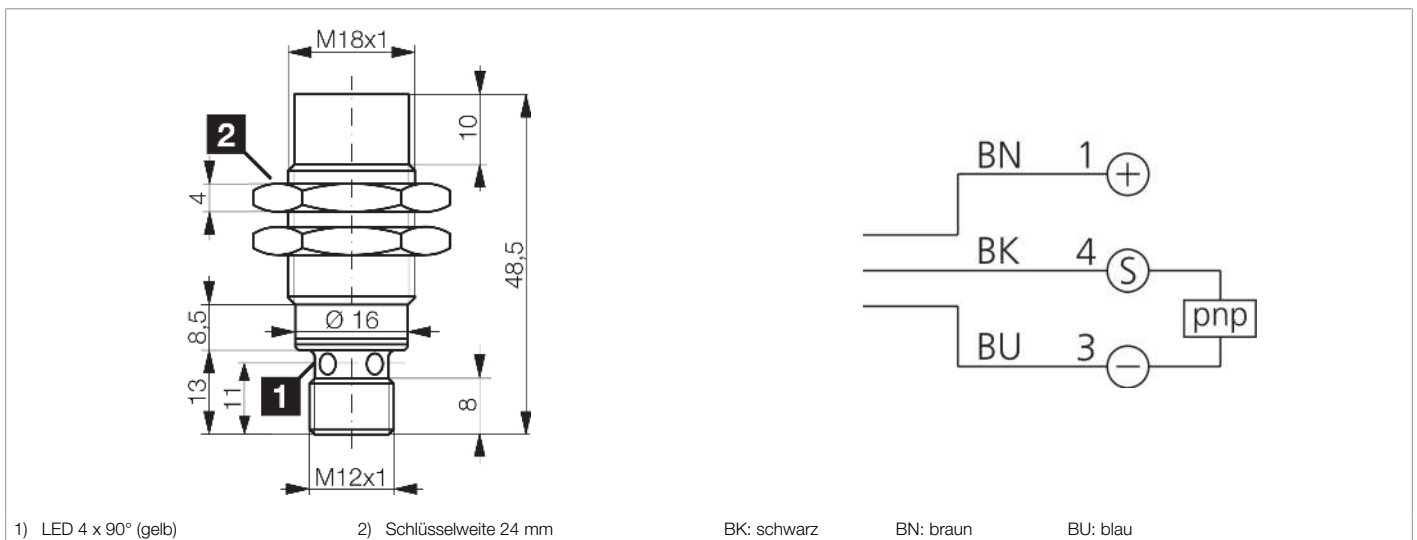 M18x1
10
2
4
48,5
8,5
Ø 16
13
11
1
8
M12x1
BN 1 +
BK 4 S
pnp
BU 3 −
1) LED 4 x 90° (gelb) 2) Schlüsselweite 24 mm BK: schwarz BN: braun BU: blau